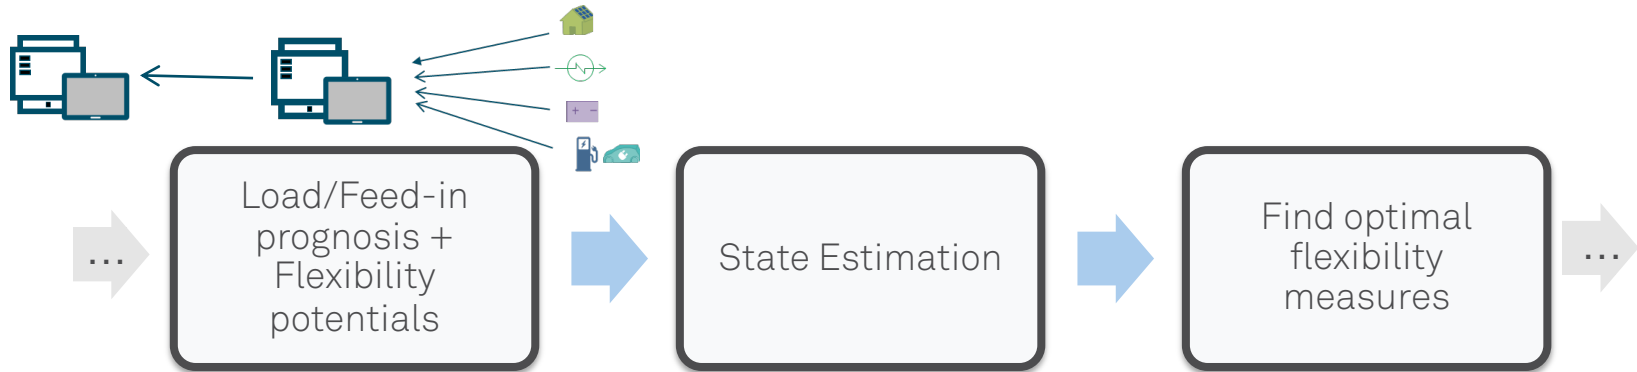 + −
...
Load/Feed-in
prognosis +
Flexibility
potentials
State Estimation
Find optimal
flexibility
measures
...